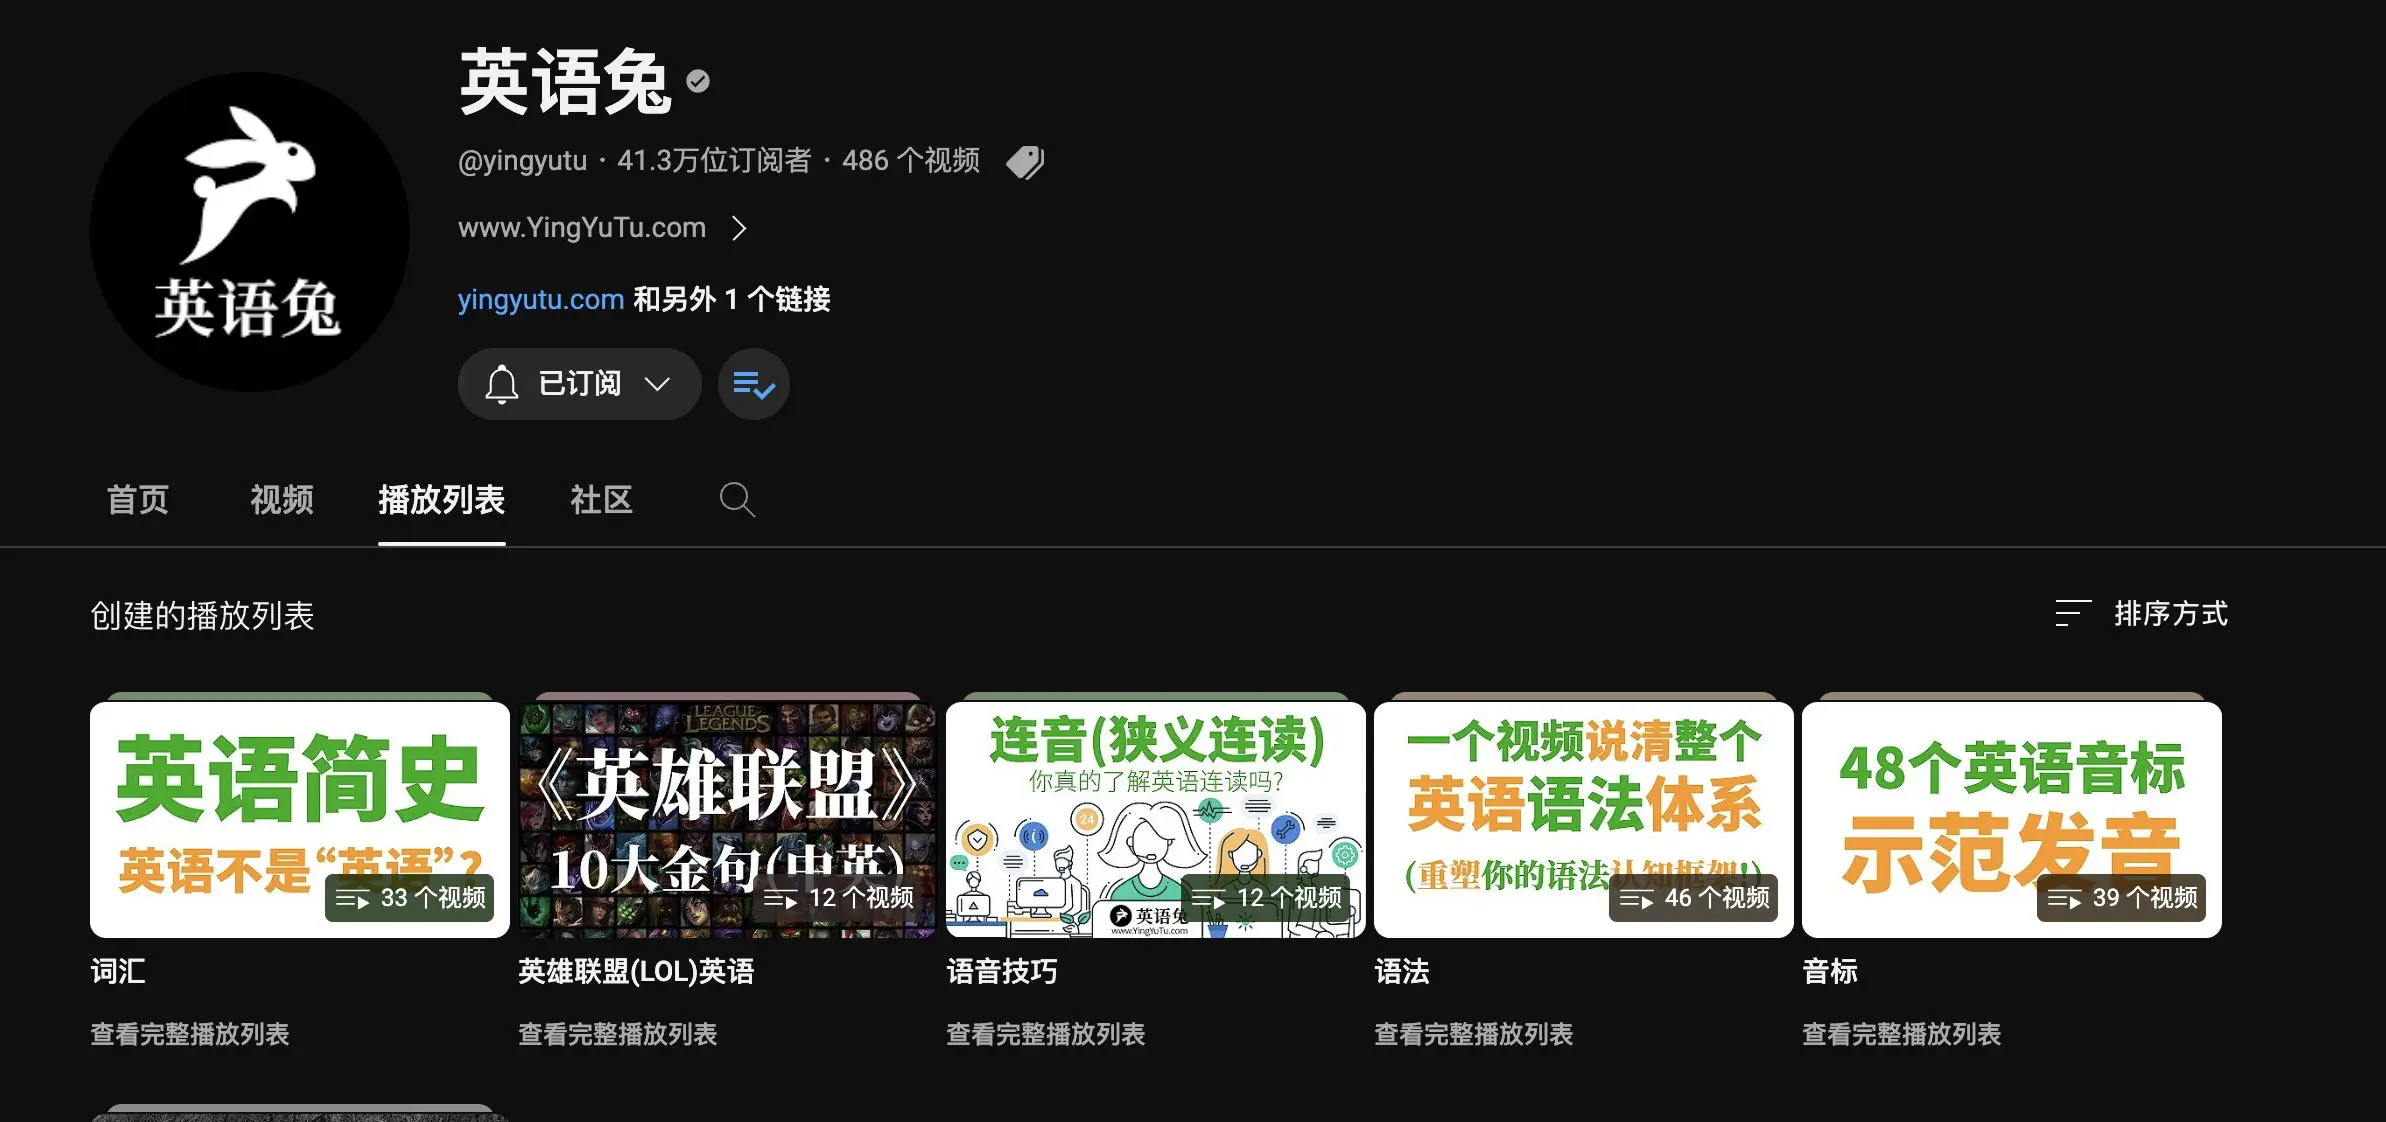 英语兔
英语兔
@yingyutu · 41.3万位订阅者 · 486 个视频
www.YingYuTu.com
yingyutu.com 和另外 1 个链接
已订阅
首页
视频
播放列表
社区
创建的播放列表
排序方式
英语简史
英语不是“英语”?
33 个视频
词汇
查看完整播放列表
LEAGUE OF LEGENDS
《英雄联盟》
10大金句(中英)
12 个视频
英雄联盟(LOL)英语
查看完整播放列表
连音(狭义连读)
你真的了解英语连读吗?
24
英语兔
www.YingYuTu.com
12 个视频
语音技巧
查看完整播放列表
一个视频说清整个
英语语法体系
(重塑你的语法认知框架!)
46 个视频
语法
查看完整播放列表
48个英语音标
示范发音
39 个视频
音标
查看完整播放列表